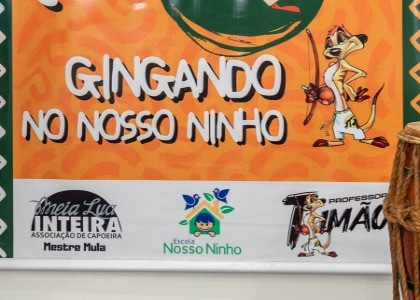 GINGANDO
NO NOSSO NINHO
Meia Lua
INTEIRA
ASSOCIAÇÃO DE CAPOEIRA
Mestre Mula
Escola
Nosso Ninho
PROFESSOR
TIMÃO